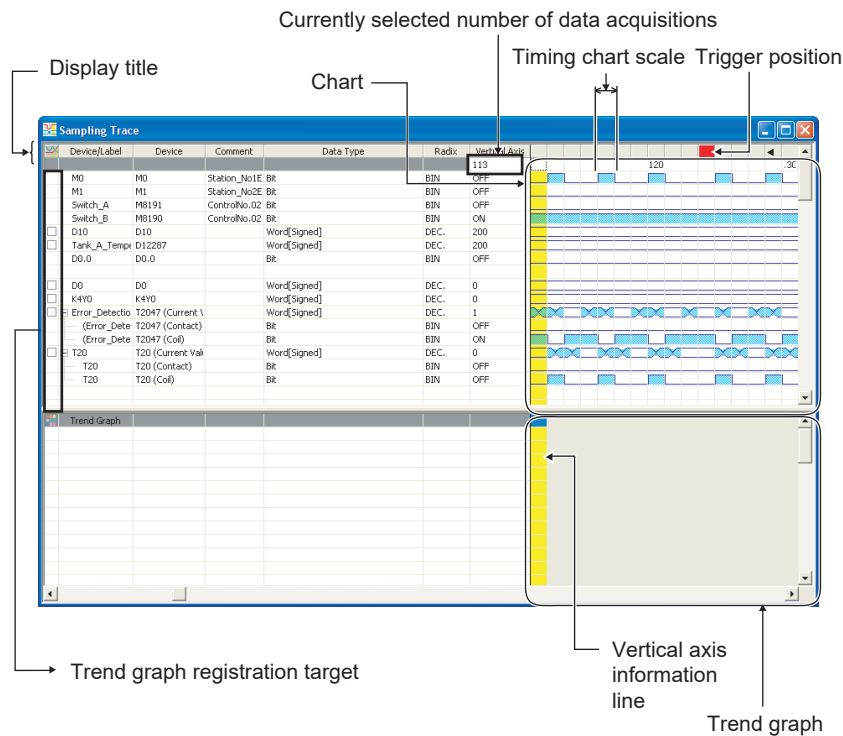 Currently selected number of data acquisitions
Timing chart scale Trigger position
Display title
Chart
Sampling Trace
Device/Label Device Comment Data Type Radix Vertical Axis
113 120
M0 M0 Station_No1E Bit BIN OFF
M1 M1 Station_No2E Bit BIN OFF
Switch_A M8191 ControlNo.02 Bit BIN OFF
Switch_B M8190 ControlNo.02 Bit BIN ON
D10 D10 Word[Signed] DEC. 200
Tank_A_Tempe D12287 Word[Signed] DEC. 200
D0.0 D0.0 Bit BIN OFF
D0 D0 Word[Signed] DEC. 0
K4Y0 K4Y0 Word[Signed] DEC. 0
Error_Detectio T2047 (Current Word[Signed] DEC. 1
(Error_Dete T2047 (Contact) Bit BIN OFF
(Error_Dete T2047 (Coil) Bit BIN ON
T20 T20 (Current Valu Word[Signed] DEC. 0
T20 T20 (Contact) Bit BIN OFF
T20 T20 (Coil) Bit BIN OFF
Trend Graph
Trend graph registration target
Vertical axis
information
line
Trend graph